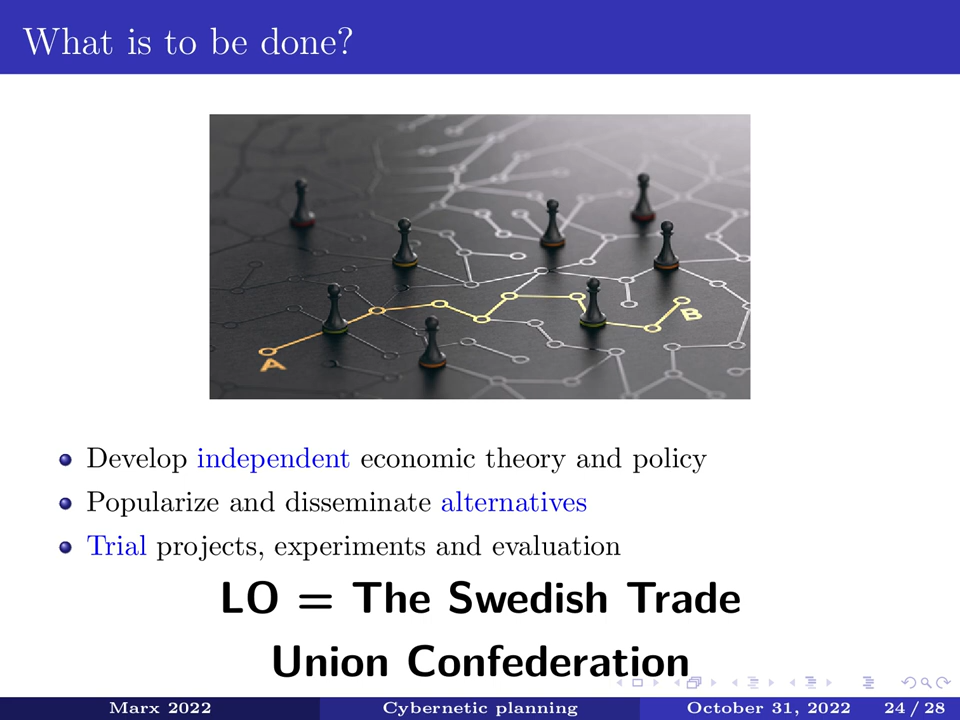 What is to be done?
A
B
Develop independent economic theory and policy
Popularize and disseminate alternatives
Trial projects, experiments and evaluation
LO = The Swedish Trade
Union Confederation
Marx 2022 Cybernetic planning October 31, 2022 24 / 28